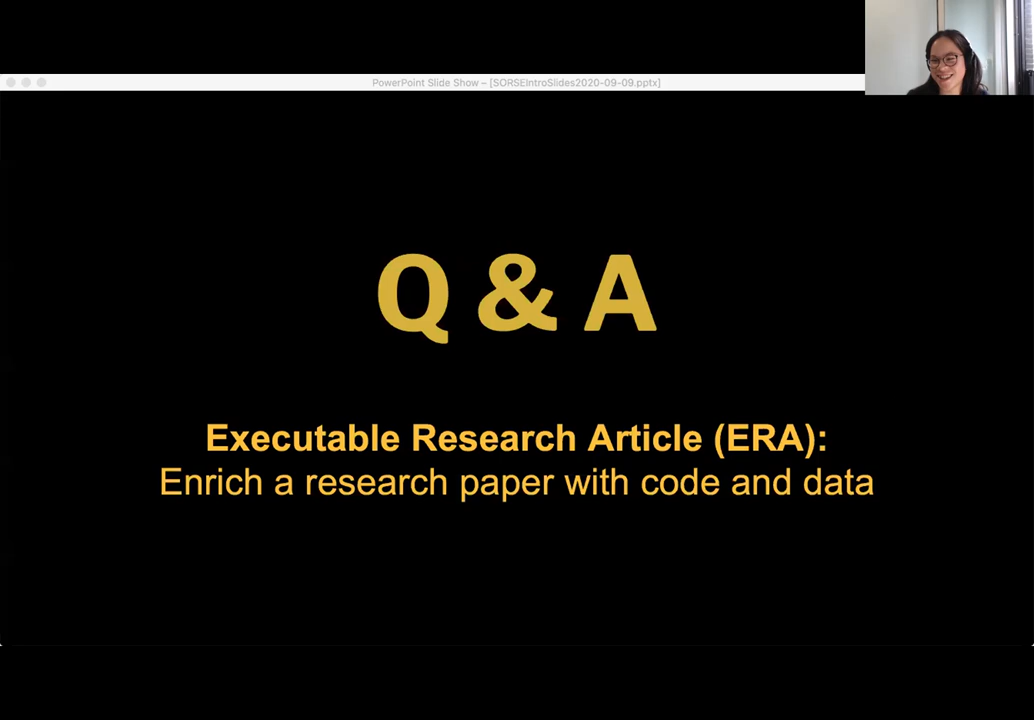 PowerPoint Slide Show – [SORSEIntroSlides2020-09-09.pptx]
Q & A
Executable Research Article (ERA):
Enrich a research paper with code and data